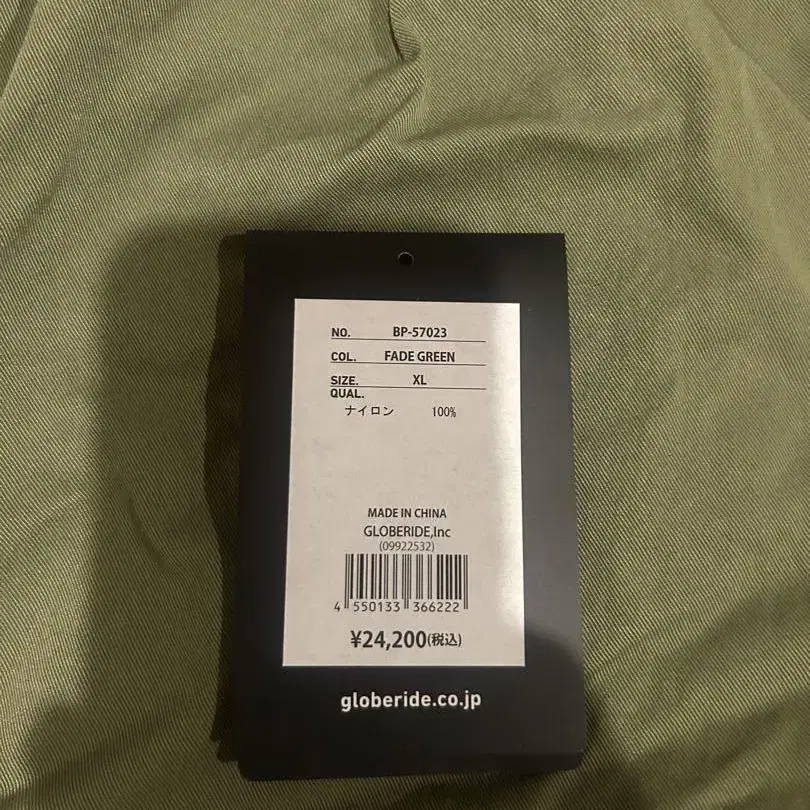 NO. BP-57023
COL. FADE GREEN
SIZE. XL
QUAL.
ナイロン 100%
MADE IN CHINA
GLOBERIDE,Inc
(09922532)
4 550133 366222
¥24,200(税込)
globeride.co.jp